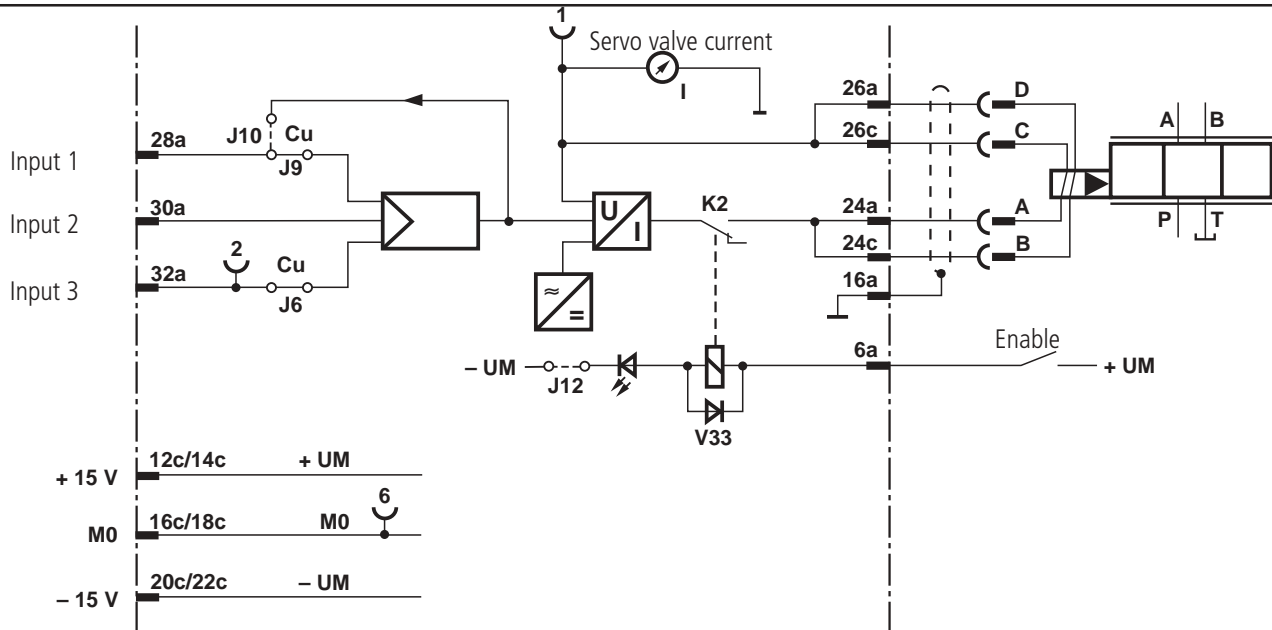 1
Servo valve current
I
26a
D
J10
Cu
26c
C
A
B
Input 1
28a
J9
Input 2
30a
U
I
K2
24a
A
P
T
2
Cu
24c
B
Input 3
32a
J6
16a
≈
=
Enable
– UM
6a
+ UM
J12
V33
12c/14c
+ UM
+ 15 V
6
16c/18c
M0
M0
20c/22c
– UM
– 15 V